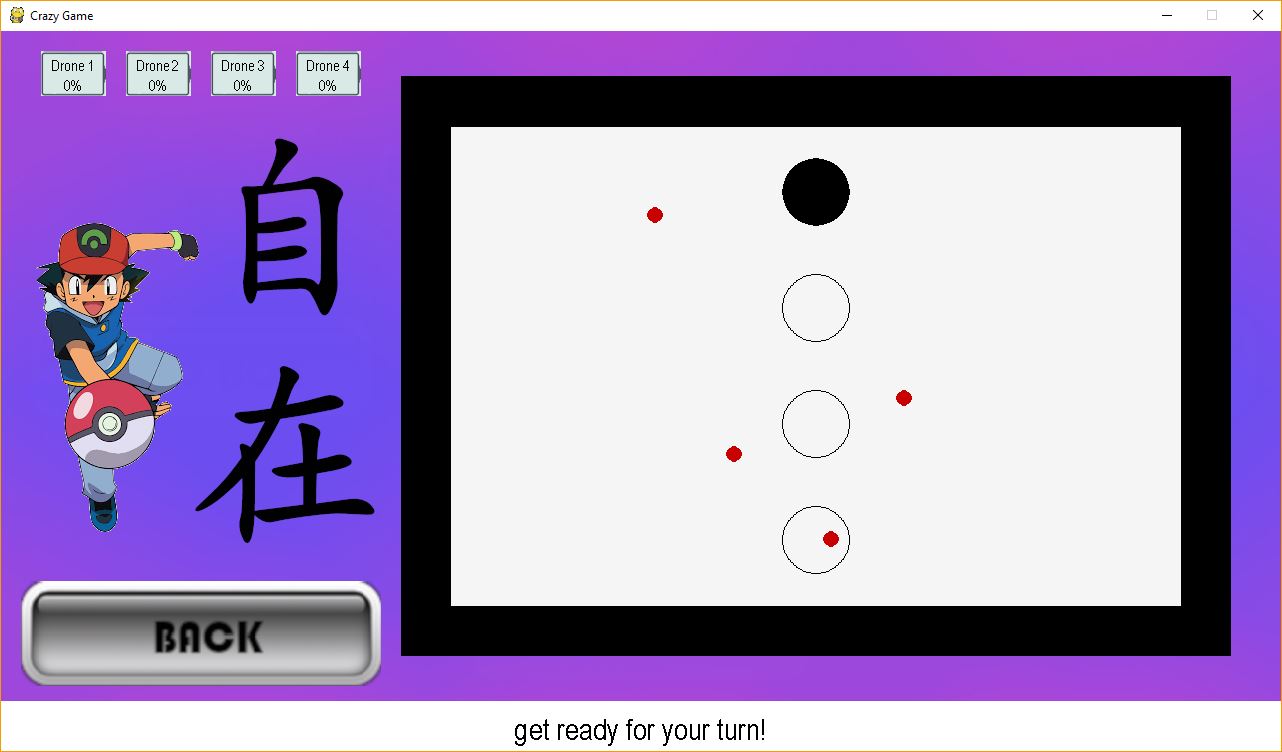 Crazy Game
Drone 1
0%
Drone 2
0%
Drone 3
0%
Drone 4
0%
自
在
BACK
get ready for your turn!